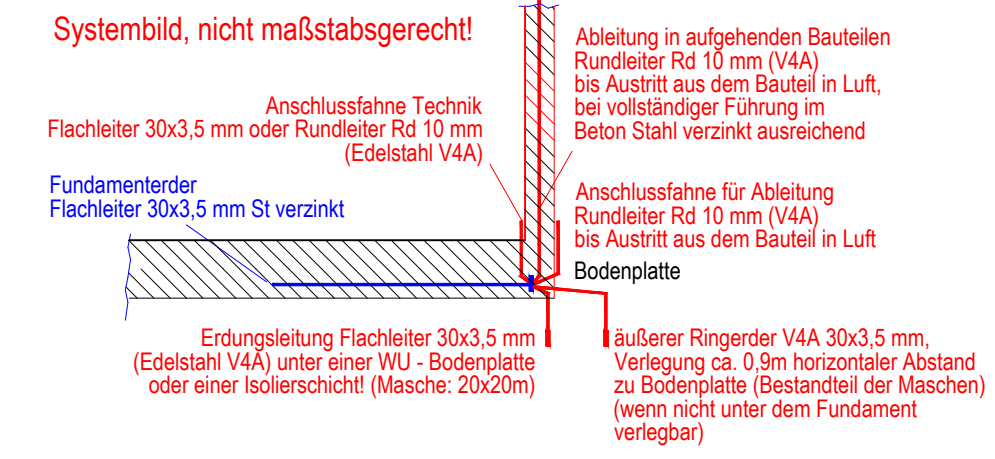 Systembild, nicht maßstabsgerecht!
Ableitung in aufgehenden Bauteilen
Rundleiter Rd 10 mm (V4A)
bis Austritt aus dem Bauteil in Luft,
bei vollständiger Führung im
Beton Stahl verzinkt ausreichend
Anschlussfahne Technik
Flachleiter 30x3,5 mm oder Rundleiter Rd 10 mm
(Edelstahl V4A)
Fundamenterder
Flachleiter 30x3,5 mm St verzinkt
Anschlussfahne für Ableitung
Rundleiter Rd 10 mm (V4A)
bis Austritt aus dem Bauteil in Luft
Bodenplatte
Erdungsleitung Flachleiter 30x3,5 mm
(Edelstahl V4A) unter einer WU - Bodenplatte
oder einer Isolierschicht! (Masche: 20x20m)
äußerer Ringerder V4A 30x3,5 mm,
Verlegung ca. 0,9m horizontaler Abstand
zu Bodenplatte (Bestandteil der Maschen)
(wenn nicht unter dem Fundament
verlegbar)